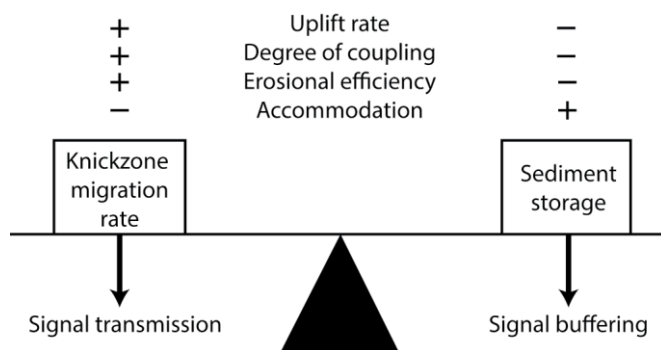 + Uplift rate −
+ Degree of coupling −
+ Erosional efficiency −
− Accommodation +
Knickzone
migration
rate
Sediment
storage
Signal transmission
Signal buffering